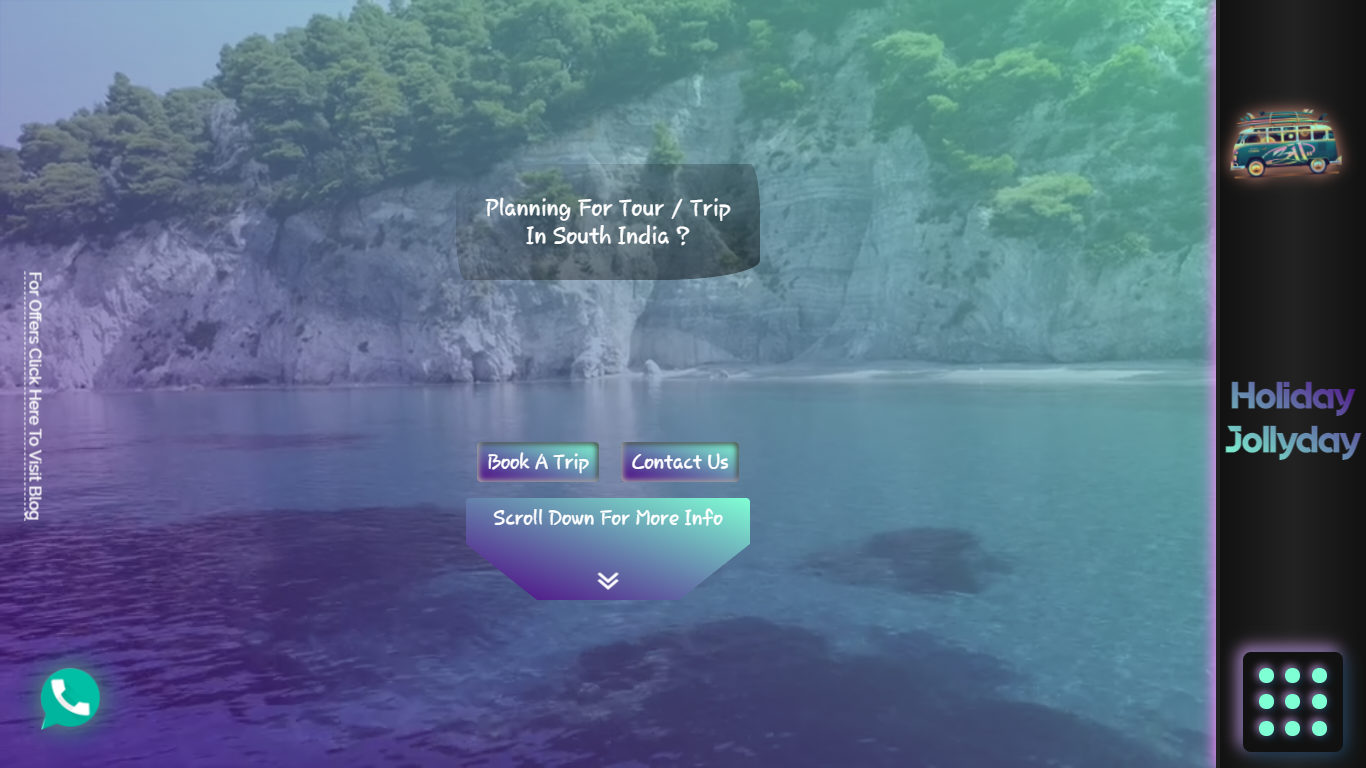 Planning For Tour / Trip
In South India ?
For Offers Click Here To Visit Blog
Book A Trip
Contact Us
Scroll Down For More Info
Holiday
Jollyday